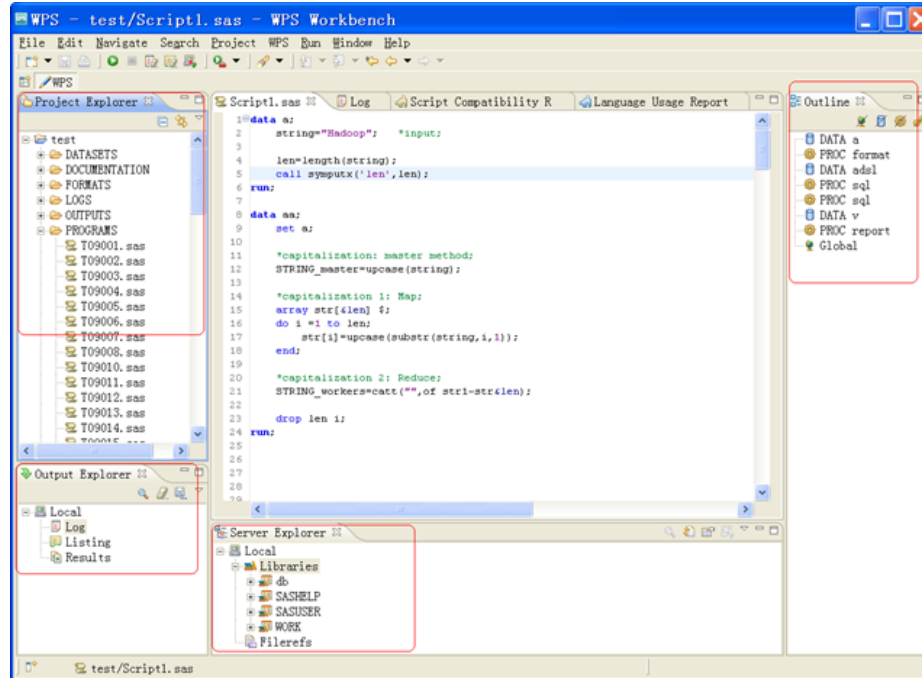 WPS - test/Script1.sas - WPS Workbench
File Edit Navigate Search Project WPS Run Window Help
WPS
Project Explorer
test
DATASETS
DOCUMENTATION
FORMATS
LOGS
OUTPUTS
PROGRAMS
T09001.sas
T09002.sas
T09003.sas
T09004.sas
T09005.sas
T09006.sas
T09007.sas
T09008.sas
T09010.sas
T09011.sas
T09012.sas
T09013.sas
T09014.sas
T09015.sas
Output Explorer
Local
Log
Listing
Results
Script1.sas Log Script Compatibility R Language Usage Report
1 data a;
2 string="Hadoop"; *input;
3
4 len=length(string);
5 call symputx('len',len);
6 run;
7
8 data aa;
9 set a;
10
11 *capitalization: master method;
12 STRING_master=upcase(string);
13
14 *capitalization 1: Map;
15 array str[&len] $;
16 do i =1 to len;
17 str[i]=upcase(substr(string,i,1));
18 end;
19
20 *capitalization 2: Reduce;
21 STRING_workers=catt("",of str1-str&len);
22
23 drop len i;
24 run;
25
26
27
28
29
Server Explorer
Local
Libraries
db
SASHELP
SASUSER
WORK
Filerefs
Outline
DATA a
PROC format
DATA adsl
PROC sql
PROC sql
DATA v
PROC report
Global
test/Script1.sas